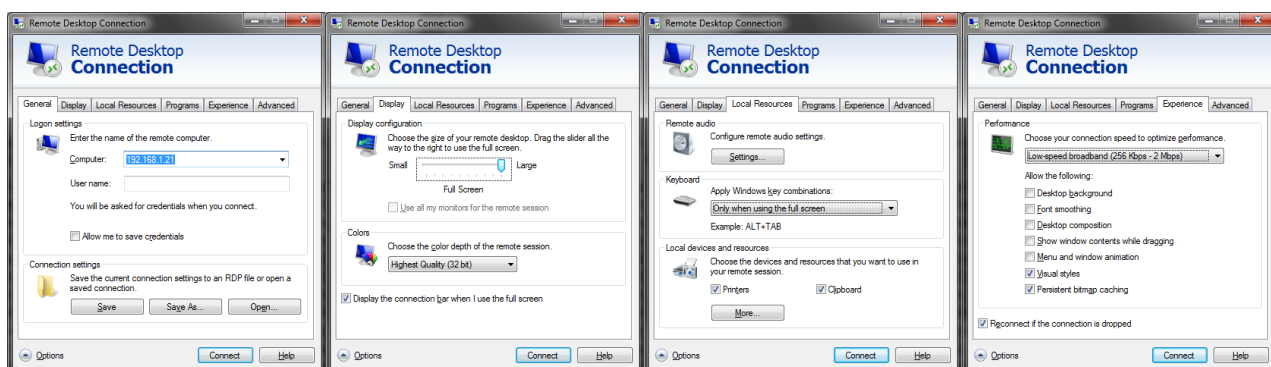 Remote Desktop Connection
Remote Desktop
Connection
General Display Local Resources Programs Experience Advanced
Logon settings
Enter the name of the remote computer.
Computer: 192.168.1.21
User name:
You will be asked for credentials when you connect.
Allow me to save credentials
Connection settings
Save the current connection settings to an RDP file or open a
saved connection.
Save Save As... Open...
Options Connect Help
Remote Desktop Connection
Remote Desktop
Connection
General Display Local Resources Programs Experience Advanced
Display configuration
Choose the size of your remote desktop. Drag the slider all the
way to the right to use the full screen.
Small Large
Full Screen
Use all my monitors for the remote session
Colors
Choose the color depth of the remote session.
Highest Quality (32 bit)
Display the connection bar when I use the full screen
Options Connect Help
Remote Desktop Connection
Remote Desktop
Connection
General Display Local Resources Programs Experience Advanced
Remote audio
Configure remote audio settings.
Settings...
Keyboard
Apply Windows key combinations:
Only when using the full screen
Example: ALT+TAB
Local devices and resources
Choose the devices and resources that you want to use in
your remote session.
Printers Clipboard
More...
Options Connect Help
Remote Desktop Connection
Remote Desktop
Connection
General Display Local Resources Programs Experience Advanced
Performance
Choose your connection speed to optimize performance.
Low-speed broadband (256 Kbps - 2 Mbps)
Allow the following:
Desktop background
Font smoothing
Desktop composition
Show window contents while dragging
Menu and window animation
Visual styles
Persistent bitmap caching
Reconnect if the connection is dropped
Options Connect Help